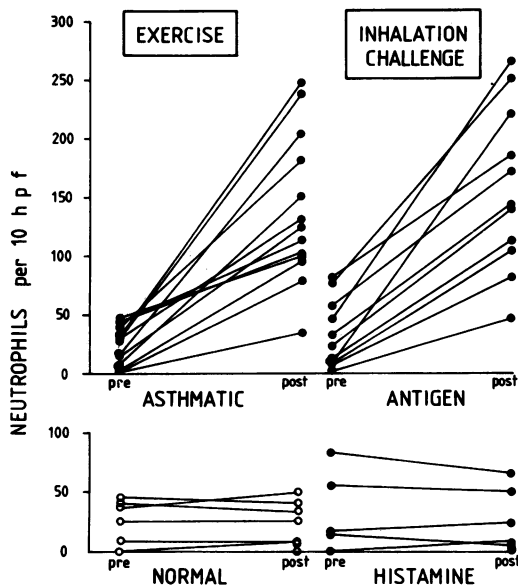 300
250
200
150
100
50
0
NEUTROPHILS per 10 hpf
EXERCISE
INHALATION
CHALLENGE
pre
post
pre
post
ASTHMATIC
ANTIGEN
100
50
0
pre
post
pre
post
NORMAL
HISTAMINE